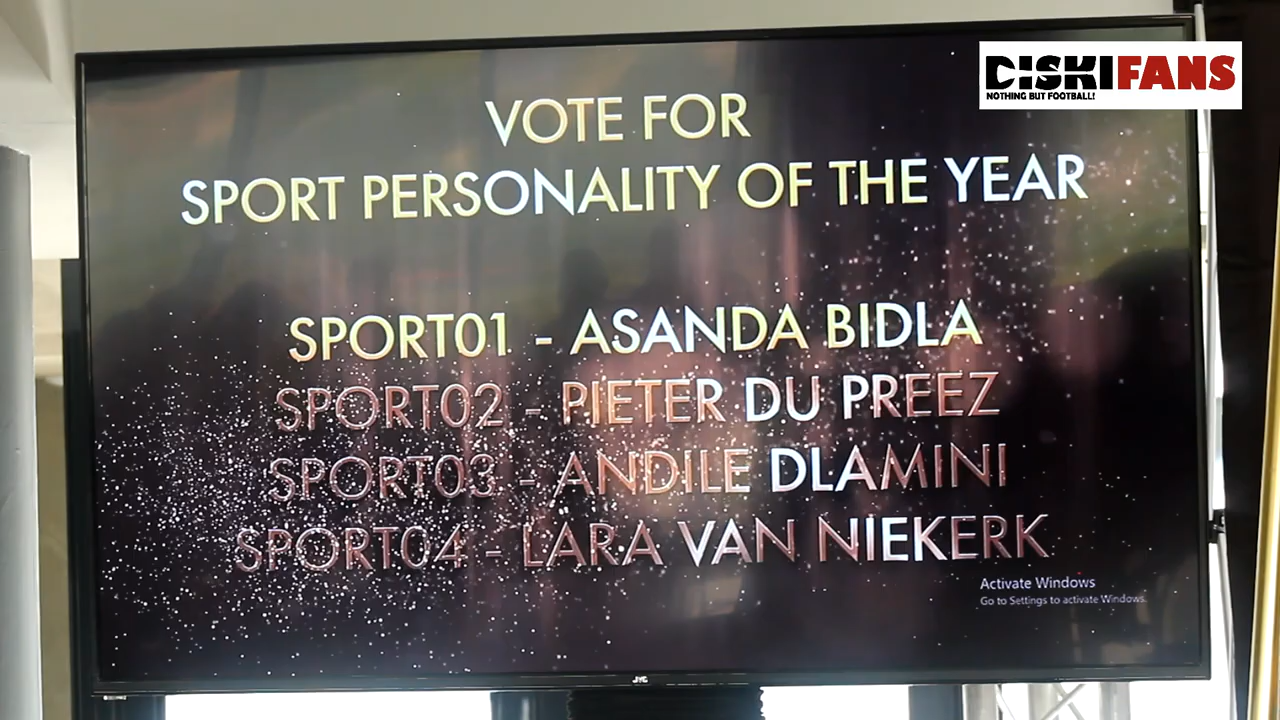 DISKIFANS
NOTHING BUT FOOTBALL!
VOTE FOR
SPORT PERSONALITY OF THE YEAR
SPORT01 - ASANDA BIDLA
SPORT02 - PIETER DU PREEZ
SPORT03 - ANDILE DLAMINI
SPORT04 - LARA VAN NIEKERK
Activate Windows
Go to Settings to activate Windows.
JVC